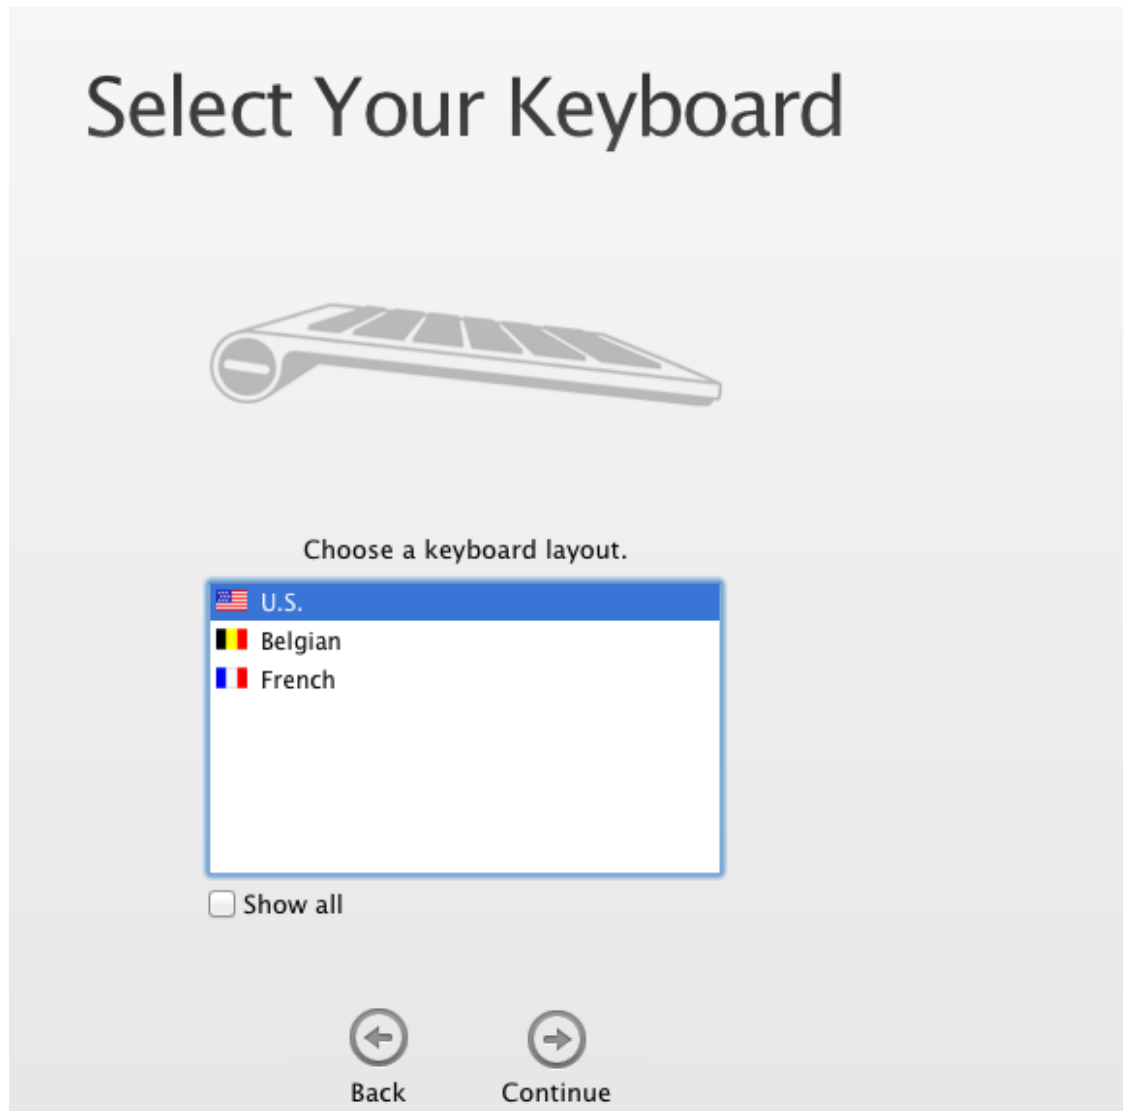 Select Your Keyboard
Choose a keyboard layout.
U.S.
Belgian
French
Show all
Back
Continue